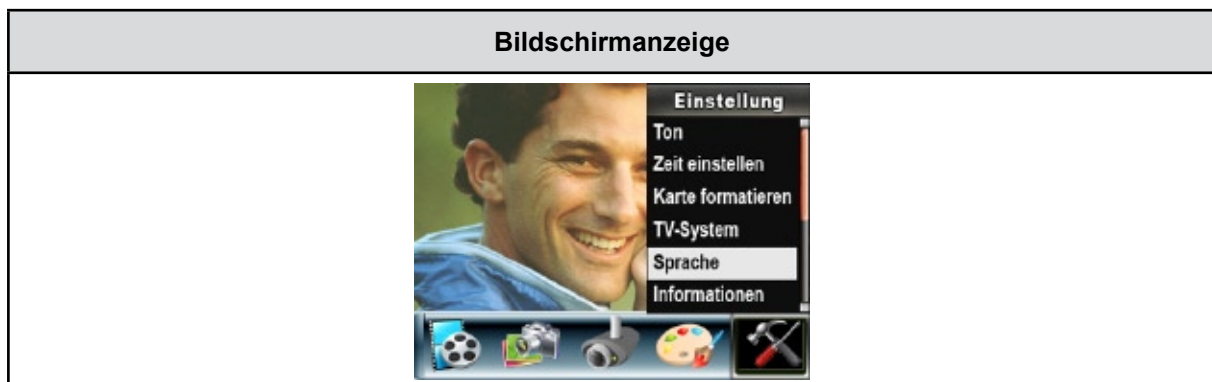 Bildschirmanzeige
Einstellung
Ton
Zeit einstellen
Karte formatieren
TV-System
Sprache
Informationen